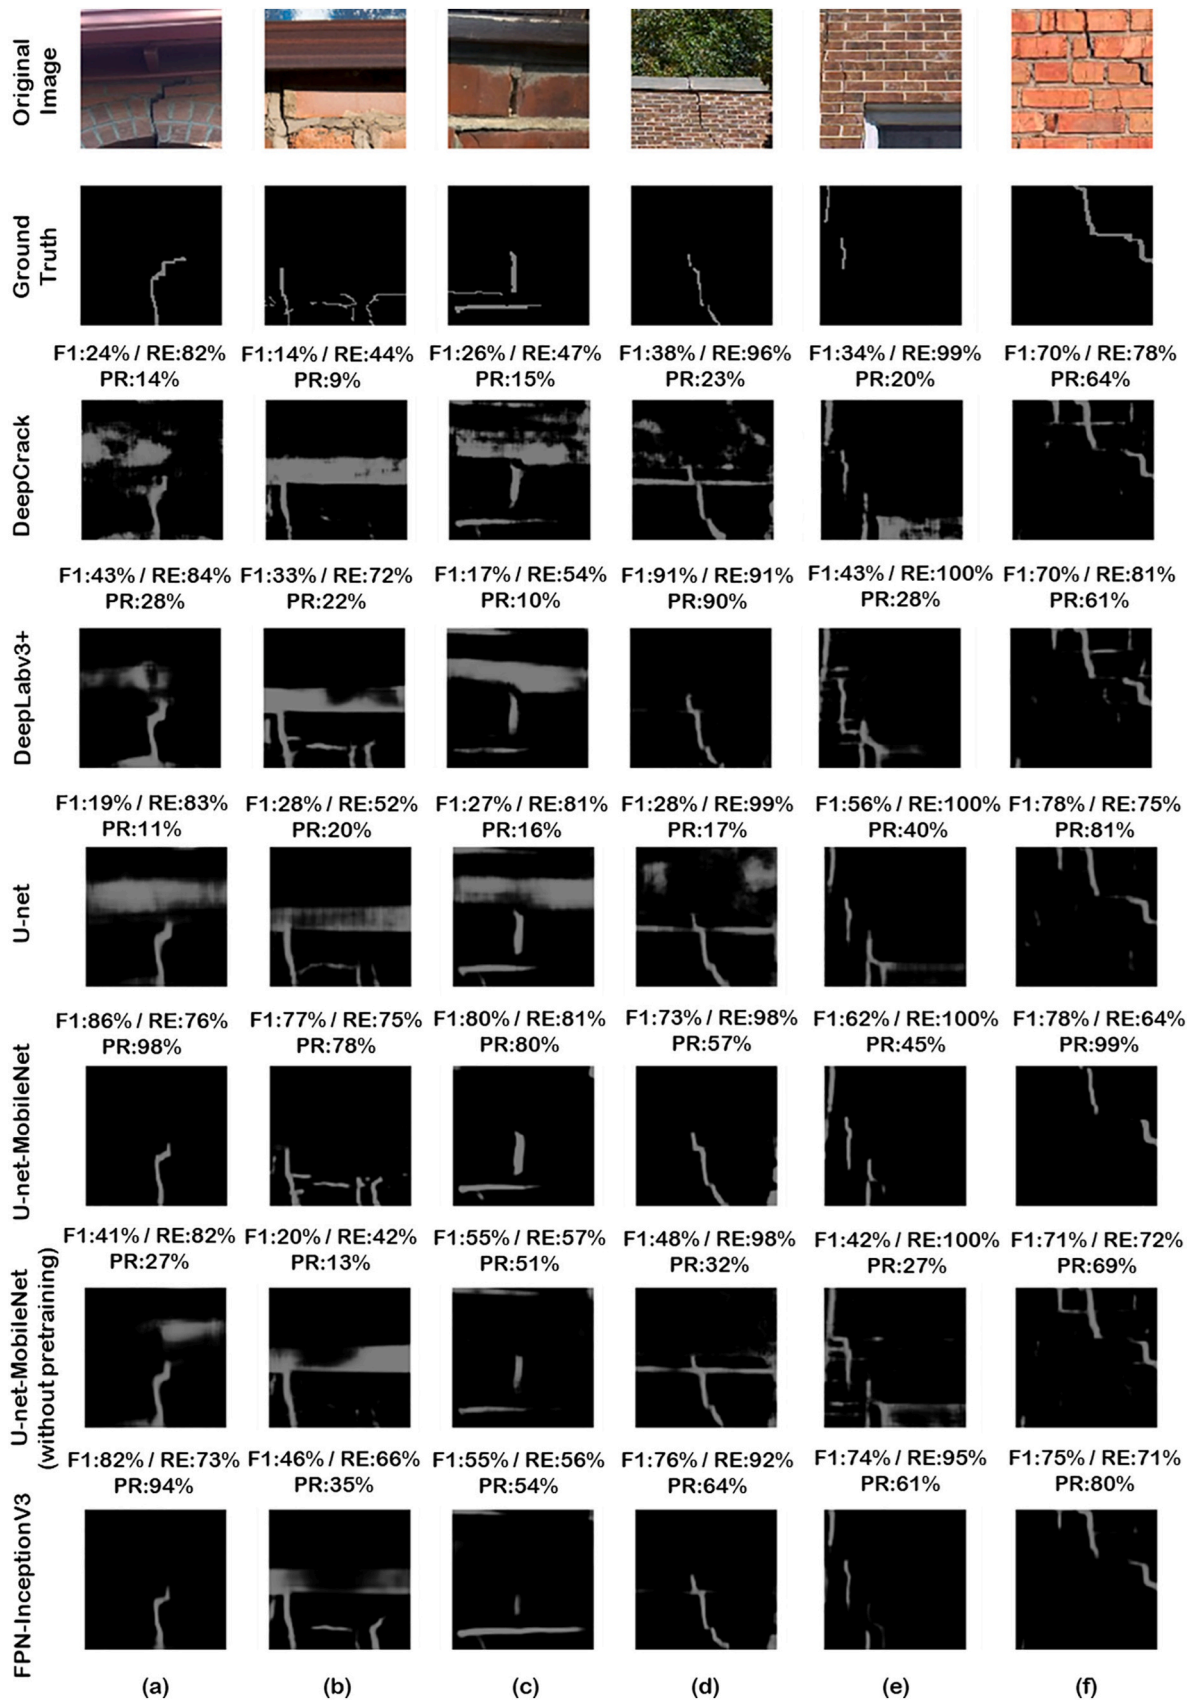 Original
Image
Ground
Truth
F1:24% / RE:82% F1:14% / RE:44% F1:26% / RE:47% F1:38% / RE:96% F1:34% / RE:99% F1:70% / RE:78%
PR:14% PR:9% PR:15% PR:23% PR:20% PR:64%
DeepCrack
F1:43% / RE:84% F1:33% / RE:72% F1:17% / RE:54% F1:91% / RE:91% F1:43% / RE:100% F1:70% / RE:81%
PR:28% PR:22% PR:10% PR:90% PR:28% PR:61%
DeepLabv3+
F1:19% / RE:83% F1:28% / RE:52% F1:27% / RE:81% F1:28% / RE:99% F1:56% / RE:100% F1:78% / RE:75%
PR:11% PR:20% PR:16% PR:17% PR:40% PR:81%
U-net
F1:86% / RE:76% F1:77% / RE:75% F1:80% / RE:81% F1:73% / RE:98% F1:62% / RE:100% F1:78% / RE:64%
PR:98% PR:78% PR:80% PR:57% PR:45% PR:99%
U-net-MobileNet
F1:41% / RE:82% F1:20% / RE:42% F1:55% / RE:57% F1:48% / RE:98% F1:42% / RE:100% F1:71% / RE:72%
PR:27% PR:13% PR:51% PR:32% PR:27% PR:69%
U-net-MobileNet
(without pretraining)
F1:82% / RE:73% F1:46% / RE:66% F1:55% / RE:56% F1:76% / RE:92% F1:74% / RE:95% F1:75% / RE:71%
PR:94% PR:35% PR:54% PR:64% PR:61% PR:80%
FPN-InceptionV3
(a) (b) (c) (d) (e) (f)